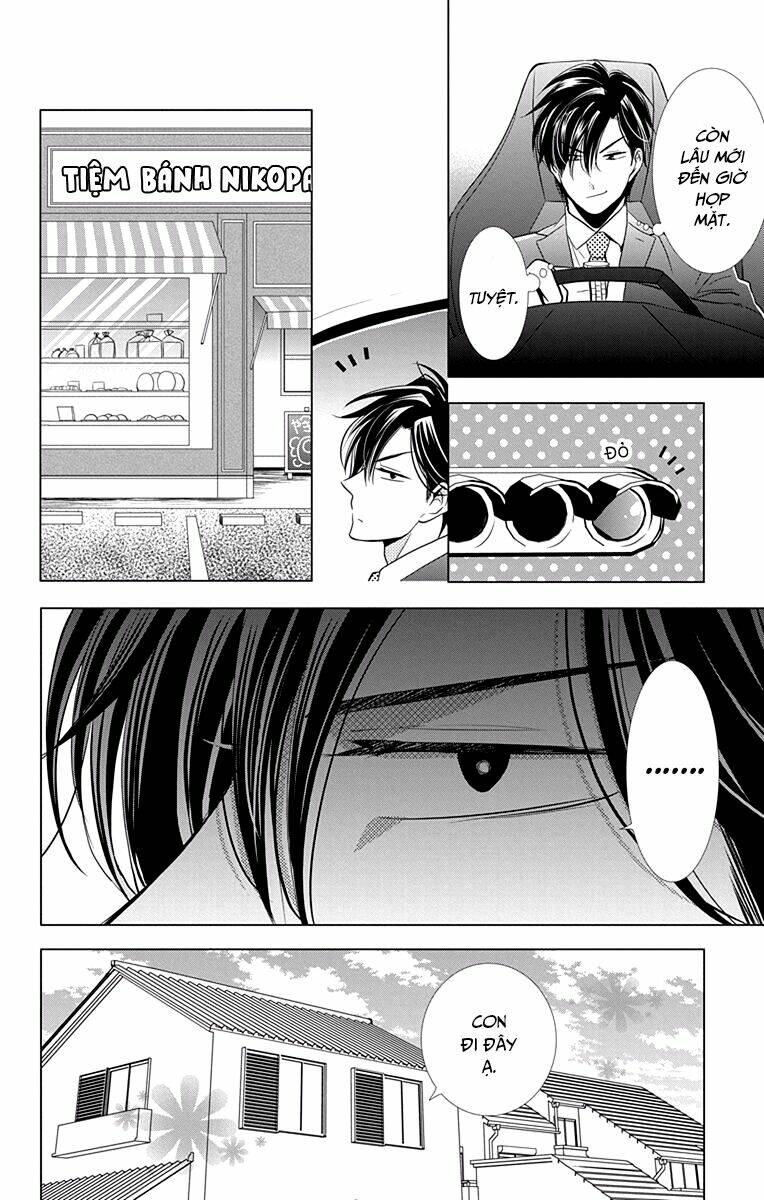 CÒN
LÂU MỚI
ĐẾN GIỜ
HỌP
MẶT.
TUYỆT.
ĐỎ
TIỆM BÁNH NIKOPA
.......
CON
ĐI ĐÂY
Ạ.